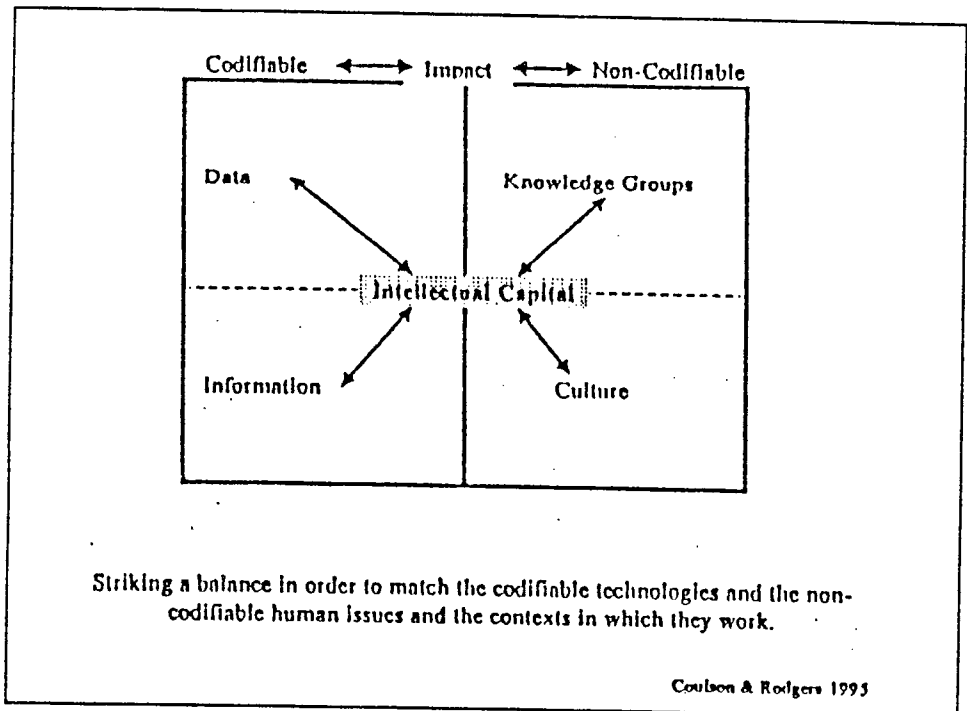 Codifiable Impact Non-Codifiable
Data
Knowledge Groups
Intellectual Capital
Information
Culture
Striking a balance in order to match the codifiable technologies and the non-
codifiable human issues and the contexts in which they work.
Coulson & Rodgers 1995